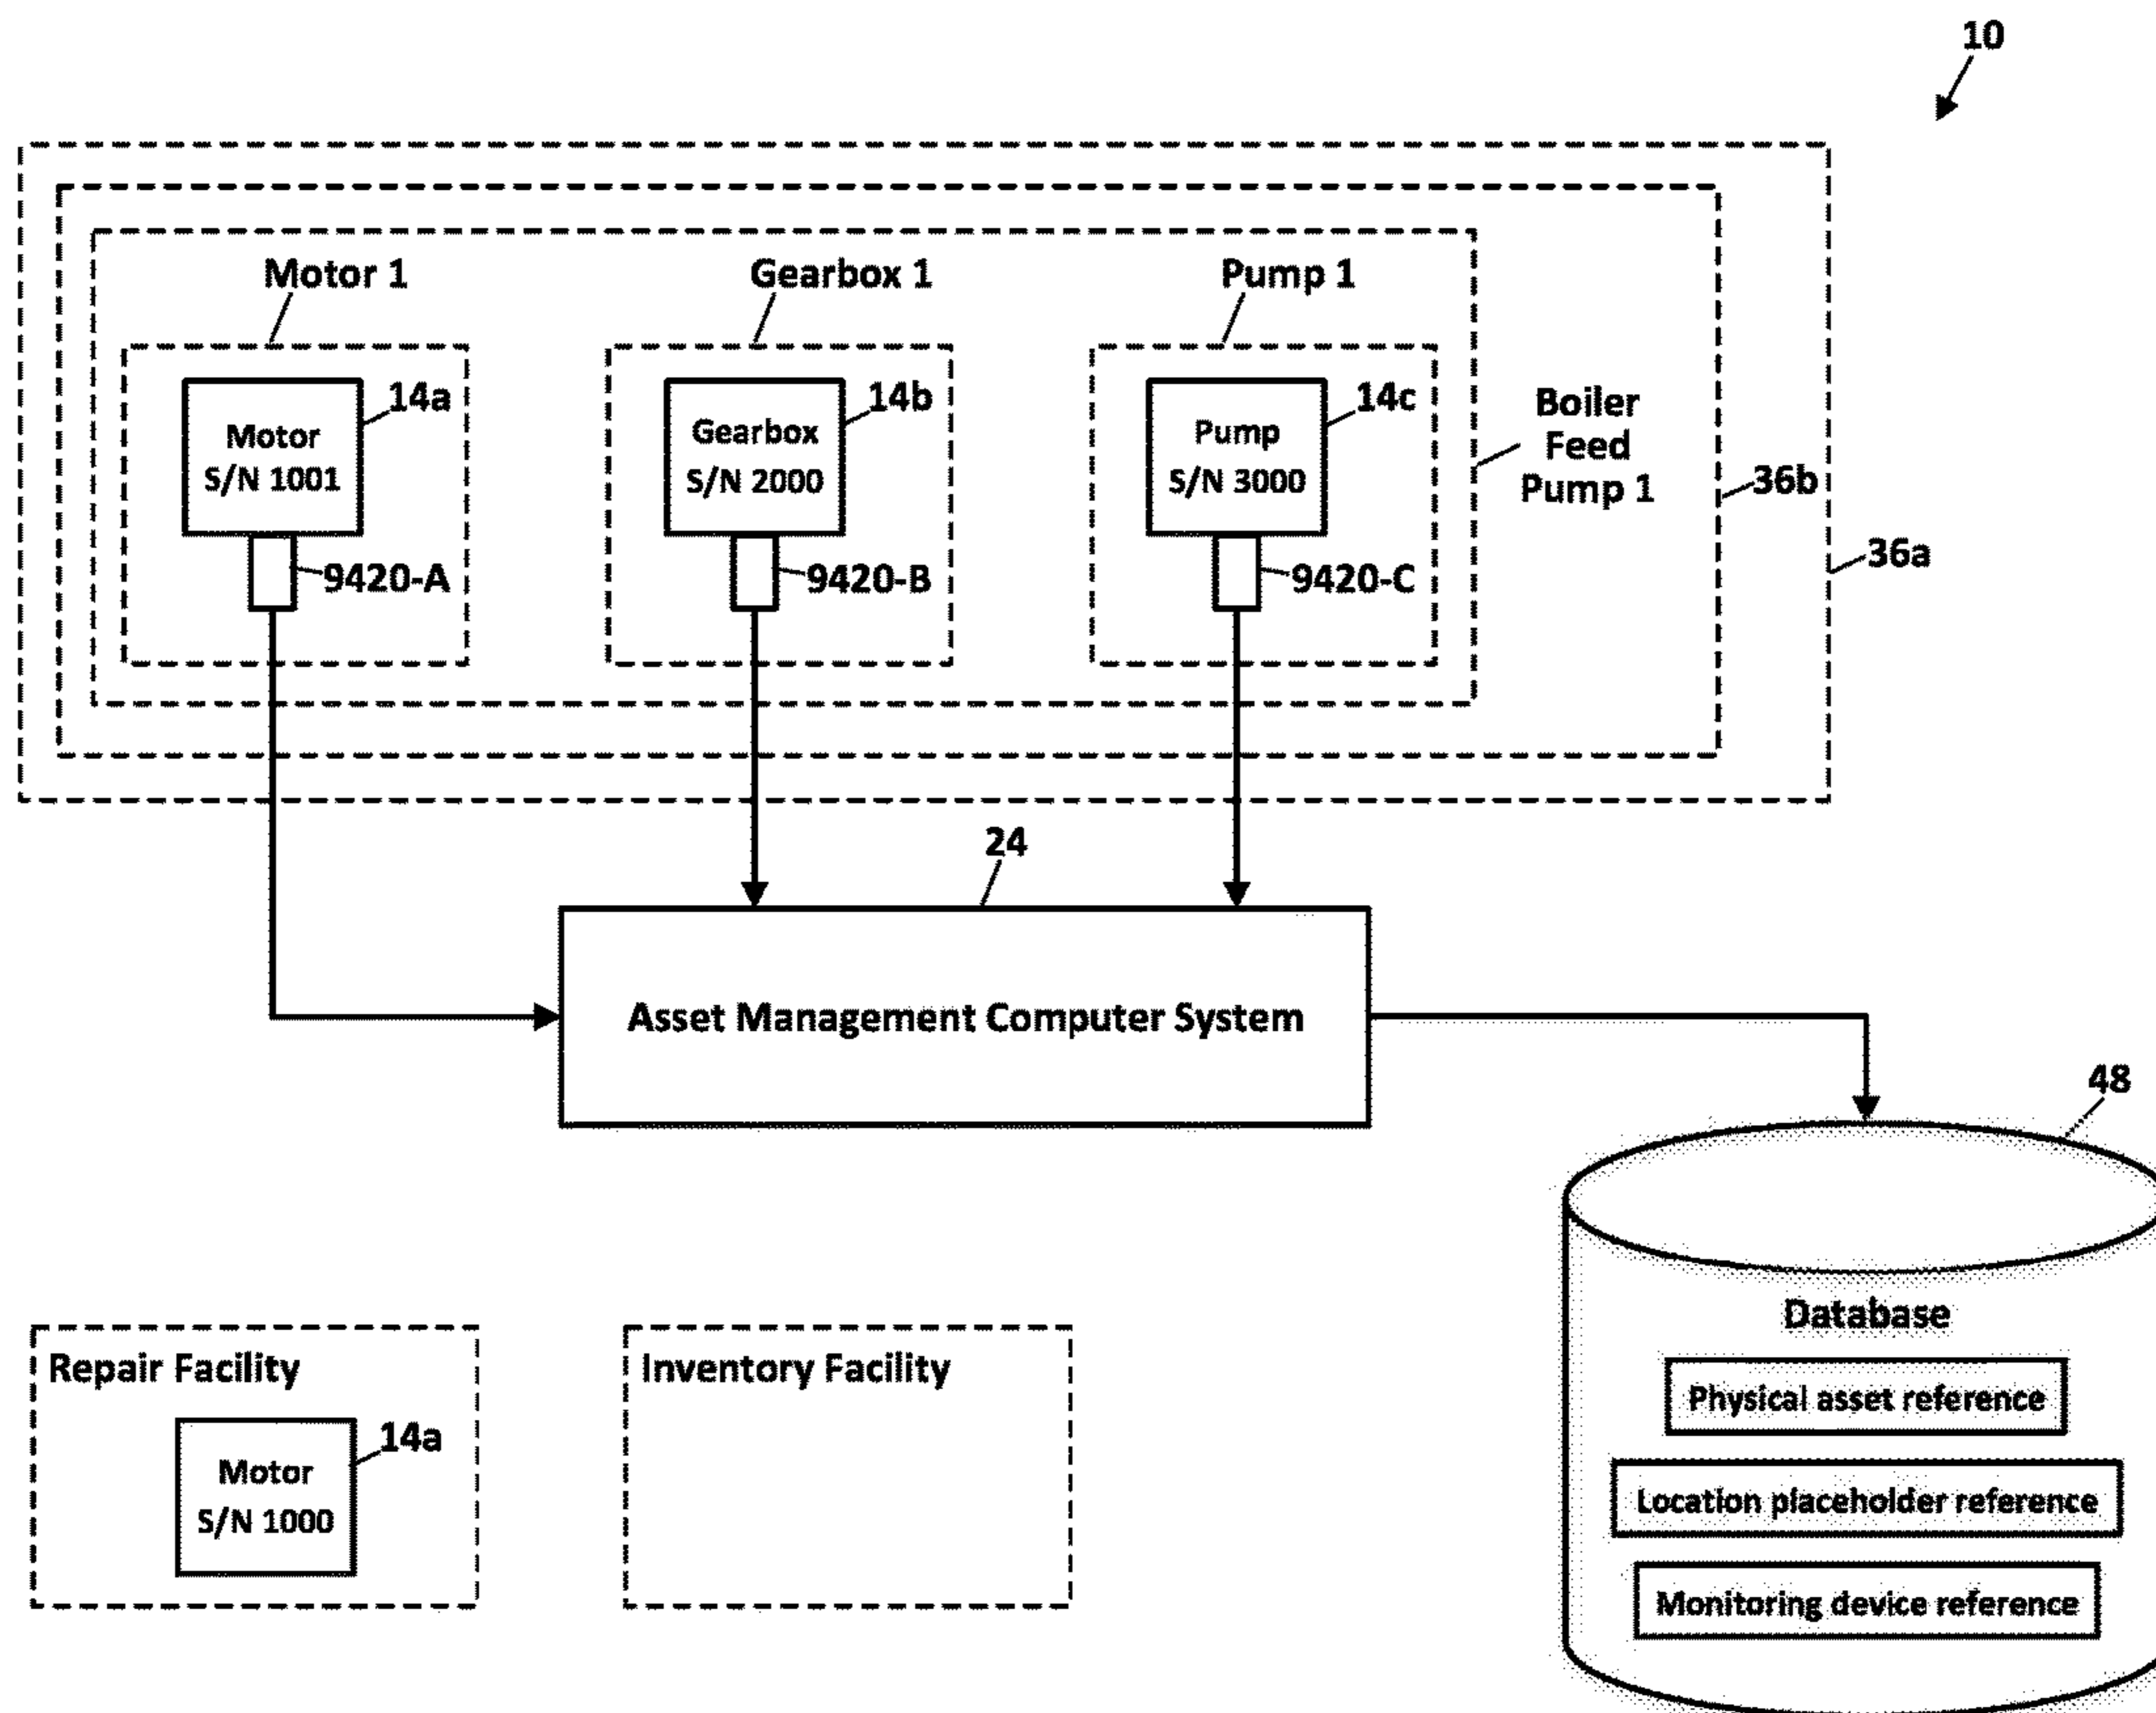 10
Motor 1
Gearbox 1
Pump 1
14a
14b
14c
Motor
S/N 1001
Gearbox
S/N 2000
Pump
S/N 3000
Boiler
Feed
Pump 1
36b
36a
9420-A
9420-B
9420-C
24
Asset Management Computer System
48
Database
Physical asset reference
Location placeholder reference
Monitoring device reference
Repair Facility
14a
Motor
S/N 1000
Inventory Facility